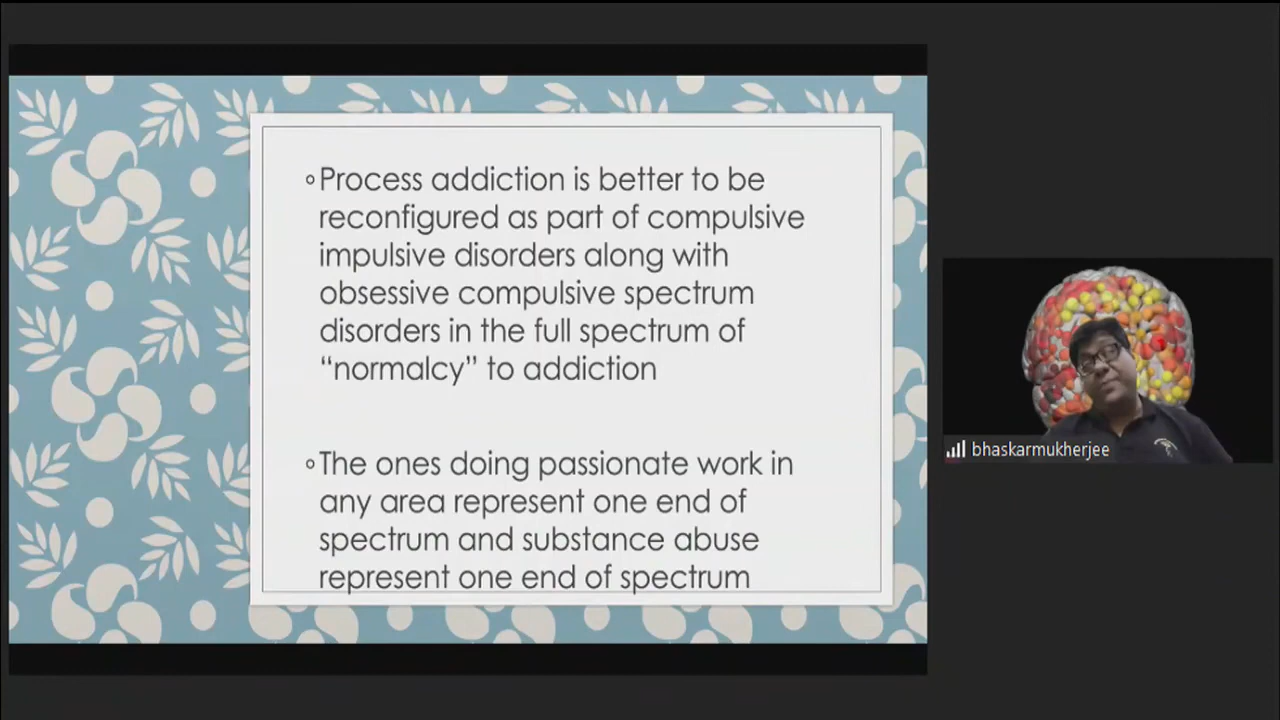 Process addiction is better to be
reconfigured as part of compulsive
impulsive disorders along with
obsessive compulsive spectrum
disorders in the full spectrum of
“normalcy” to addiction
The ones doing passionate work in
any area represent one end of
spectrum and substance abuse
represent one end of spectrum
bhaskarmukherjee